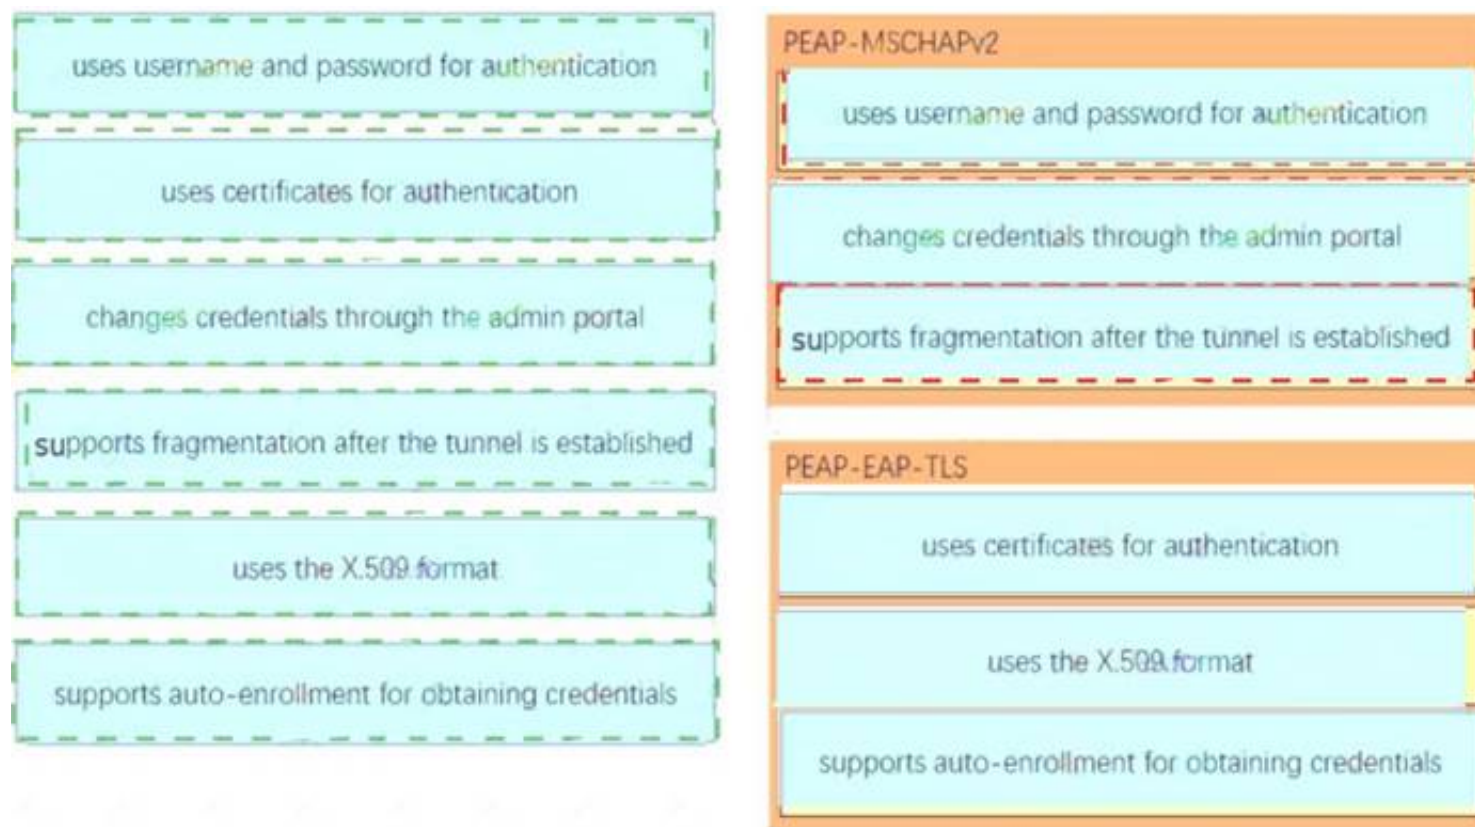 uses username and password for authentication
uses certificates for authentication
changes credentials through the admin portal
supports fragmentation after the tunnel is established
uses the X.509 format
supports auto-enrollment for obtaining credentials
PEAP-MSCHAPv2
uses username and password for authentication
changes credentials through the admin portal
supports fragmentation after the tunnel is established
PEAP-EAP-TLS
uses certificates for authentication
uses the X.509 format
supports auto-enrollment for obtaining credentials